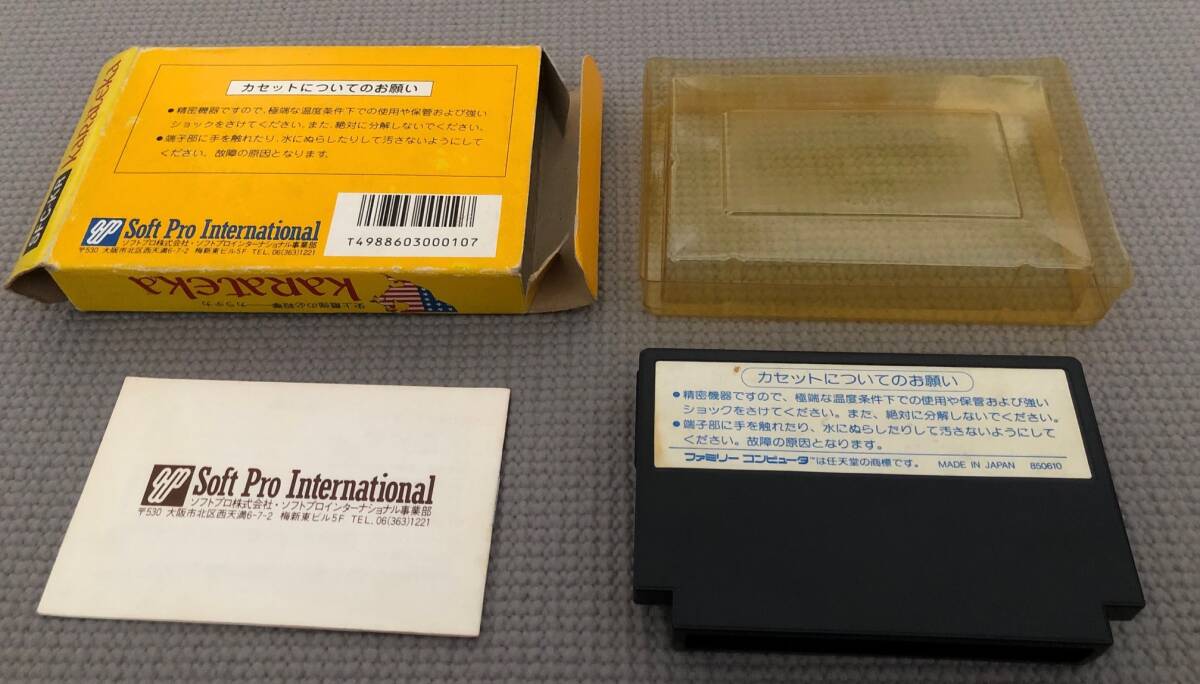 カセットについてのお願い
●精密機器ですので、極端な温度条件下での使用や保管および強い
ショックをさけてください。また、絶対に分解しないでください。
●端子部に手を触れたり、水にぬらしたりして汚さないようにして
ください。故障の原因となります。
Soft Pro International
ソフトプロ株式会社・ソフトプロインターナショナル事業部
〒530 大阪市北区西天満6-7-2 梅新東ビル5F TEL.06(363)1221
T4988603000107
KARATEKA
SFC-KR
KARATEKA
史上最強の必殺拳――カラテカ
Soft Pro International
ソフトプロ株式会社・ソフトプロインターナショナル事業部
〒530 大阪市北区西天満6-7-2 梅新東ビル5F TEL.06(363)1221
カセットについてのお願い
●精密機器ですので、極端な温度条件下での使用や保管および強い
ショックをさけてください。また、絶対に分解しないでください。
●端子部に手を触れたり、水にぬらしたりして汚さないようにして
ください。故障の原因となります。
ファミリーコンピュータ™は任天堂の商標です。 MADE IN JAPAN 850610